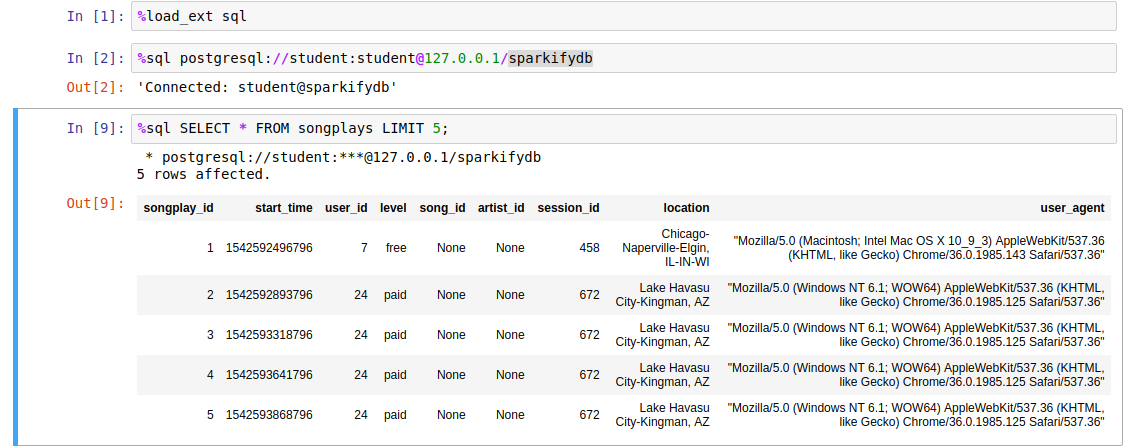 In [1]: %load_ext sql
In [2]: %sql postgresql://student:student@127.0.0.1/sparkifydb
Out[2]: 'Connected: student@sparkifydb'
In [9]: %sql SELECT * FROM songplays LIMIT 5;
* postgresql://student:***@127.0.0.1/sparkifydb
5 rows affected.
Out[9]:
songplay_id start_time user_id level song_id artist_id session_id location user_agent
1 1542592496796 7 free None None 458 Chicago-
Naperville-Elgin,
IL-IN-WI
"Mozilla/5.0 (Macintosh; Intel Mac OS X 10_9_3) AppleWebKit/537.36
(KHTML, like Gecko) Chrome/36.0.1985.143 Safari/537.36"
2 1542592893796 24 paid None None 672 Lake Havasu
City-Kingman, AZ
"Mozilla/5.0 (Windows NT 6.1; WOW64) AppleWebKit/537.36 (KHTML,
like Gecko) Chrome/36.0.1985.125 Safari/537.36"
3 1542593318796 24 paid None None 672 Lake Havasu
City-Kingman, AZ
"Mozilla/5.0 (Windows NT 6.1; WOW64) AppleWebKit/537.36 (KHTML,
like Gecko) Chrome/36.0.1985.125 Safari/537.36"
4 1542593641796 24 paid None None 672 Lake Havasu
City-Kingman, AZ
"Mozilla/5.0 (Windows NT 6.1; WOW64) AppleWebKit/537.36 (KHTML,
like Gecko) Chrome/36.0.1985.125 Safari/537.36"
5 1542593868796 24 paid None None 672 Lake Havasu
City-Kingman, AZ
"Mozilla/5.0 (Windows NT 6.1; WOW64) AppleWebKit/537.36 (KHTML,
like Gecko) Chrome/36.0.1985.125 Safari/537.36"